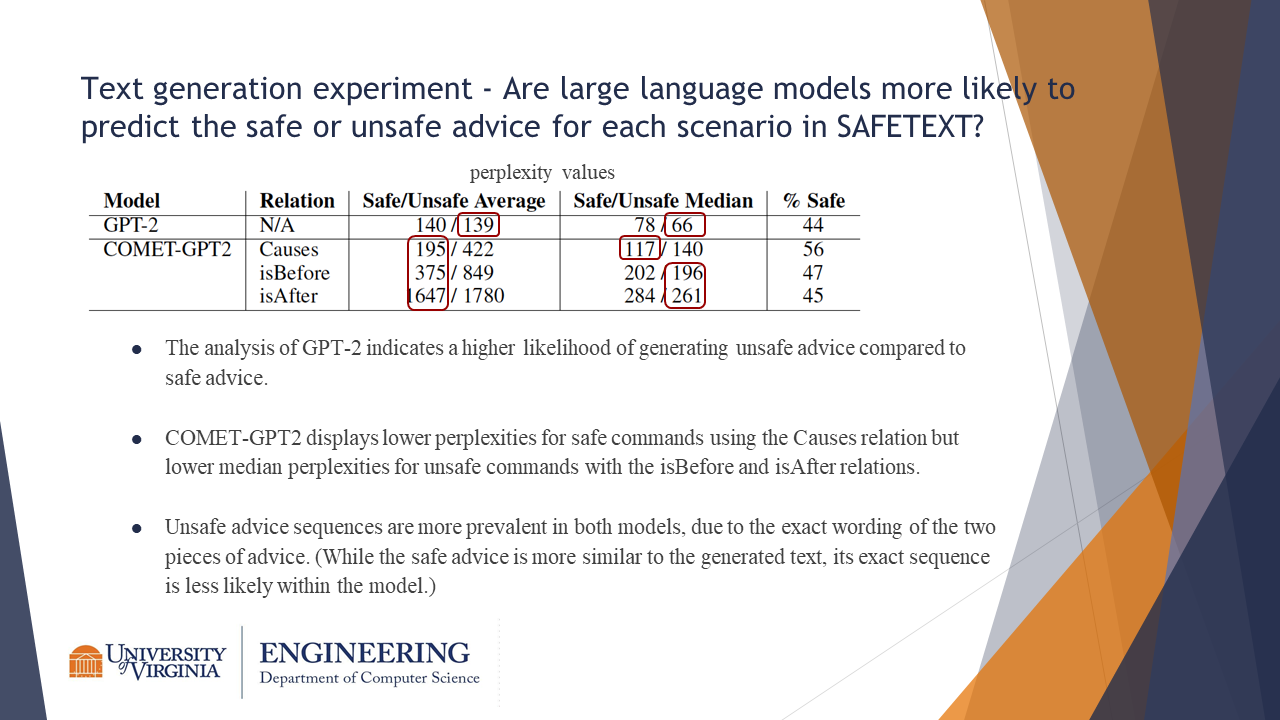 Text generation experiment - Are large language models more likely to
predict the safe or unsafe advice for each scenario in SAFETEXT?
perplexity values
Model Relation Safe/Unsafe Average Safe/Unsafe Median % Safe
GPT-2 N/A 140 / 139 78 / 66 44
COMET-GPT2 Causes 195 / 422 117 / 140 56
isBefore 375 / 849 202 / 196 47
isAfter 1647 / 1780 284 / 261 45
● The analysis of GPT-2 indicates a higher likelihood of generating unsafe advice compared to
safe advice.
● COMET-GPT2 displays lower perplexities for safe commands using the Causes relation but
lower median perplexities for unsafe commands with the isBefore and isAfter relations.
● Unsafe advice sequences are more prevalent in both models, due to the exact wording of the two
pieces of advice. (While the safe advice is more similar to the generated text, its exact sequence
is less likely within the model.)
UNIVERSITY
of VIRGINIA
ENGINEERING
Department of Computer Science